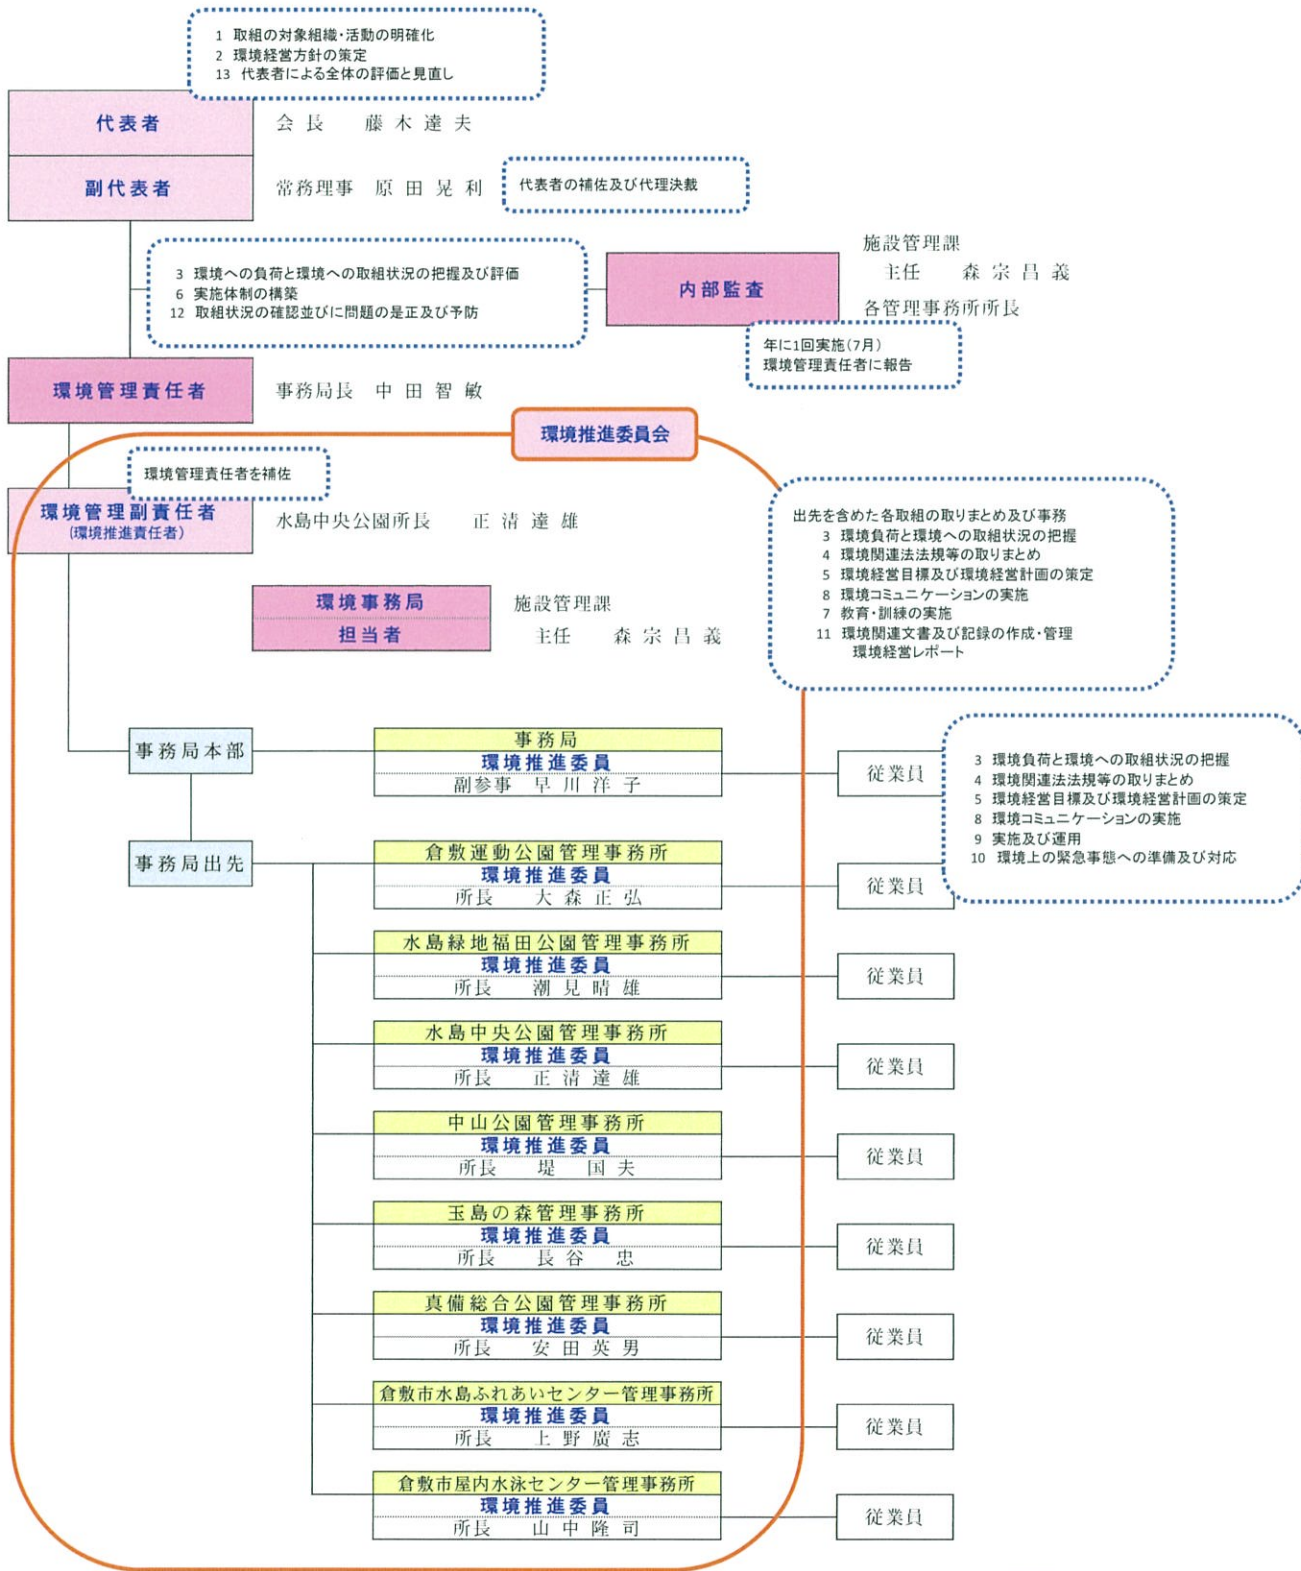 1 取組の対象組織・活動の明確化
2 環境経営方針の策定
13 代表者による全体の評価と見直し
代表者
会長 藤木達夫
副代表者
常務理事 原田晃利
代表者の補佐及び代理決裁
3 環境への負荷と環境への取組状況の把握及び評価
6 実施体制の構築
12 取組状況の確認並びに問題の是正及び予防
内部監査
施設管理課
主任 森宗昌義
各管理事務所所長
年に1回実施(7月)
環境管理責任者に報告
環境管理責任者
事務局長 中田智敏
環境推進委員会
環境管理責任者を補佐
環境管理副責任者
(環境推進責任者)
水島中央公園所長 正清達雄
出先を含めた各取組の取りまとめ及び事務
3 環境負荷と環境への取組状況の把握
4 環境関連法法規等の取りまとめ
5 環境経営目標及び環境経営計画の策定
8 環境コミュニケーションの実施
7 教育・訓練の実施
11 環境関連文書及び記録の作成・管理
環境経営レポート
環境事務局
担当者
施設管理課
主任 森宗昌義
事務局本部
事務局
環境推進委員
副参事 早川洋子
従業員
3 環境負荷と環境への取組状況の把握
4 環境関連法法規等の取りまとめ
5 環境経営目標及び環境経営計画の策定
8 環境コミュニケーションの実施
9 実施及び運用
10 環境上の緊急事態への準備及び対応
事務局出先
倉敷運動公園管理事務所
環境推進委員
所長 大森正弘
従業員
水島緑地福田公園管理事務所
環境推進委員
所長 潮見晴雄
従業員
水島中央公園管理事務所
環境推進委員
所長 正清達雄
従業員
中山公園管理事務所
環境推進委員
所長 堤 国夫
従業員
玉島の森管理事務所
環境推進委員
所長 長谷 忠
従業員
真備総合公園管理事務所
環境推進委員
所長 安田英男
従業員
倉敷市水島ふれあいセンター管理事務所
環境推進委員
所長 上野廣志
従業員
倉敷市屋内水泳センター管理事務所
環境推進委員
所長 山中隆司
従業員